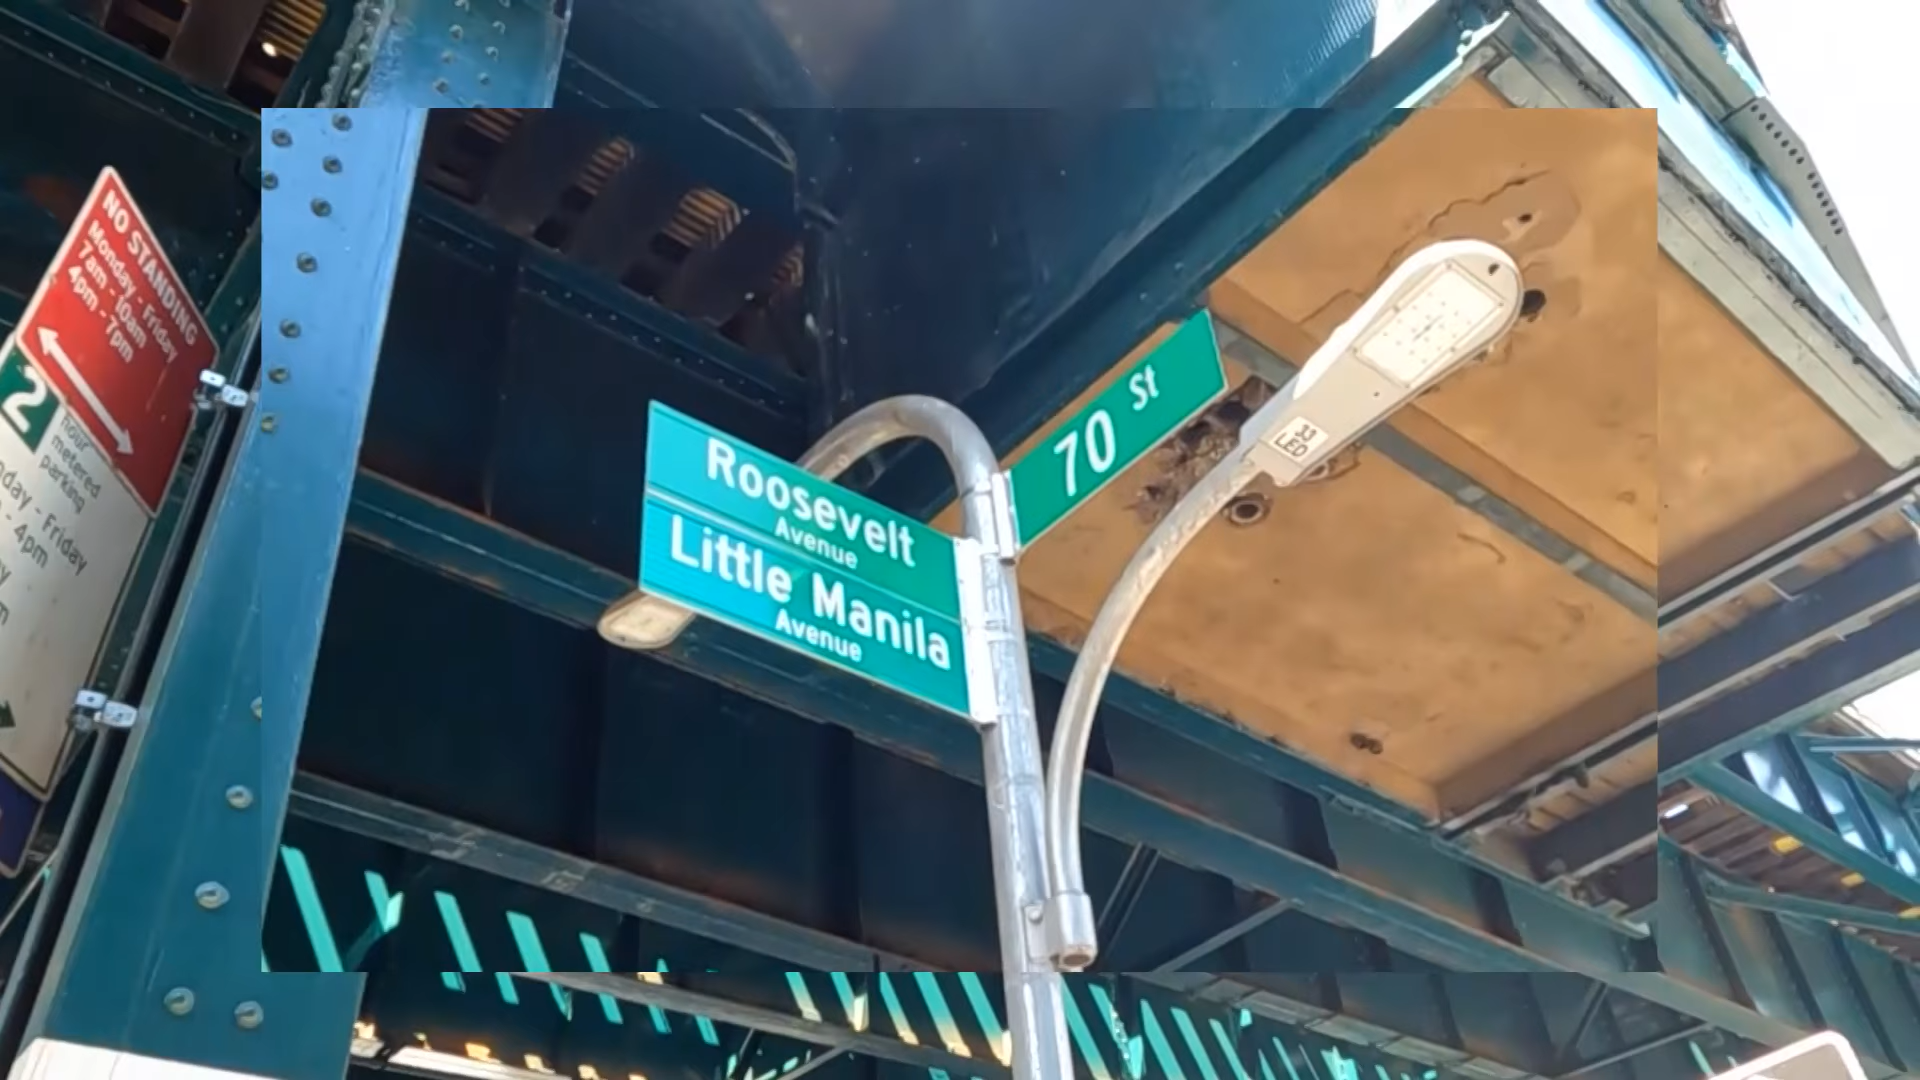 NO STANDING
Monday - Friday
7am - 10am
4pm - 7pm
2
hour
metered
parking
- Friday
- 4pm
Roosevelt
Avenue
Little Manila
Avenue
70 St
33
LED